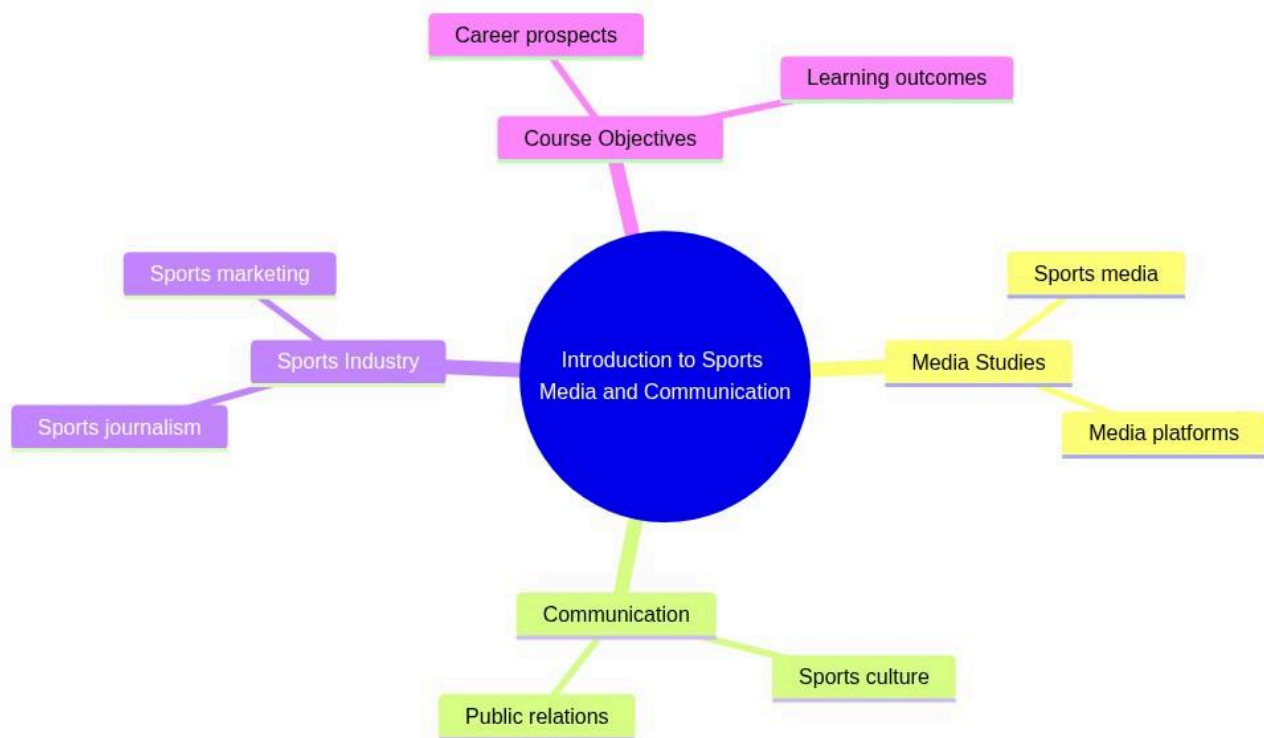 Career prospects
Learning outcomes
Course Objectives
Sports marketing
Sports media
Sports Industry
Introduction to Sports
Media and Communication
Media Studies
Sports journalism
Media platforms
Communication
Sports culture
Public relations